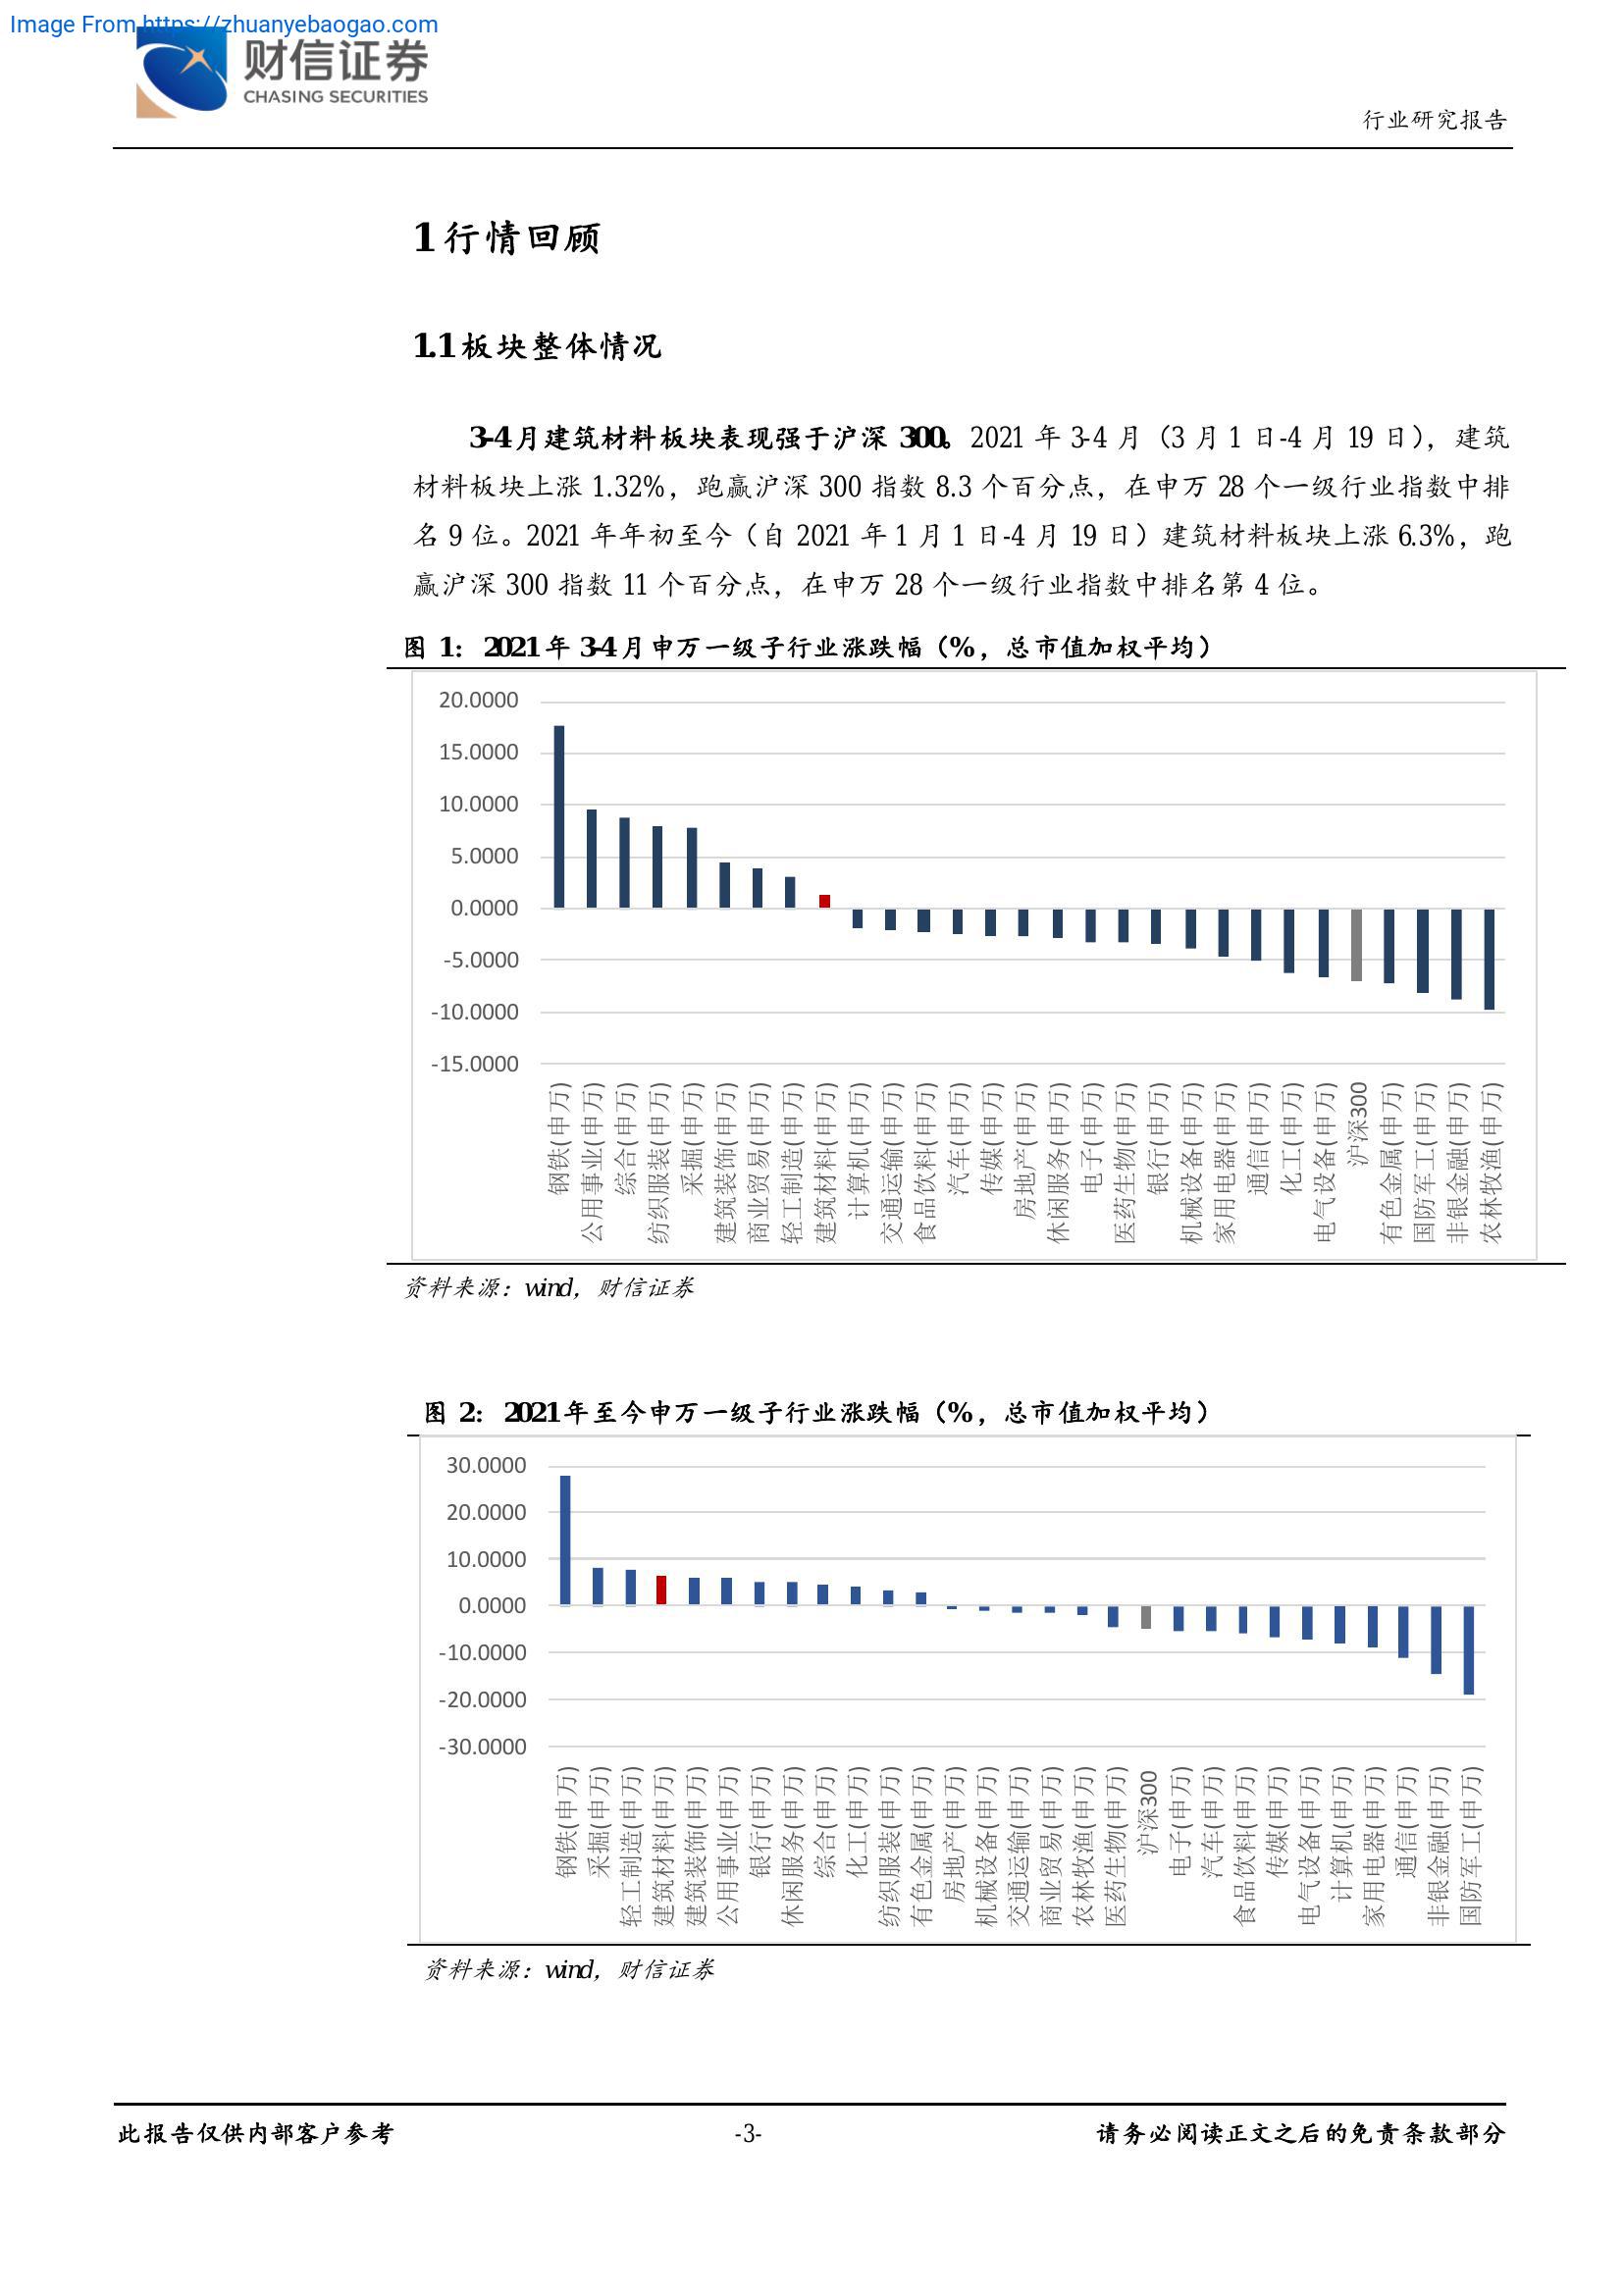 Image From https://zhuanyebaogao.com
财信证券
CHASING SECURITIES
行业研究报告
1 行情回顾
1.1 板块整体情况
3-4 月建筑材料板块表现强于沪深 300。2021 年 3-4 月（3 月 1 日-4 月 19 日），建筑
材料板块上涨 1.32%，跑赢沪深 300 指数 8.3 个百分点，在申万 28 个一级行业指数中排
名 9 位。2021 年年初至今（自 2021 年 1 月 1 日-4 月 19 日）建筑材料板块上涨 6.3%，跑
赢沪深 300 指数 11 个百分点，在申万 28 个一级行业指数中排名第 4 位。
图 1：2021 年 3-4 月申万一级子行业涨跌幅（%，总市值加权平均）
20.0000
15.0000
10.0000
5.0000
0.0000
-5.0000
-10.0000
-15.0000
钢铁(申万)
公用事业(申万)
综合(申万)
纺织服装(申万)
采掘(申万)
建筑装饰(申万)
商业贸易(申万)
轻工制造(申万)
建筑材料(申万)
计算机(申万)
交通运输(申万)
食品饮料(申万)
汽车(申万)
传媒(申万)
房地产(申万)
休闲服务(申万)
电子(申万)
医药生物(申万)
银行(申万)
机械设备(申万)
家用电器(申万)
通信(申万)
化工(申万)
电气设备(申万)
沪深300
有色金属(申万)
国防军工(申万)
非银金融(申万)
农林牧渔(申万)
资料来源：wind，财信证券
图 2：2021 年至今申万一级子行业涨跌幅（%，总市值加权平均）
30.0000
20.0000
10.0000
0.0000
-10.0000
-20.0000
-30.0000
钢铁(申万)
采掘(申万)
轻工制造(申万)
建筑材料(申万)
建筑装饰(申万)
公用事业(申万)
银行(申万)
休闲服务(申万)
综合(申万)
化工(申万)
纺织服装(申万)
有色金属(申万)
房地产(申万)
机械设备(申万)
交通运输(申万)
商业贸易(申万)
农林牧渔(申万)
医药生物(申万)
沪深300
电子(申万)
汽车(申万)
食品饮料(申万)
传媒(申万)
电气设备(申万)
计算机(申万)
家用电器(申万)
通信(申万)
非银金融(申万)
国防军工(申万)
资料来源：wind，财信证券
此报告仅供内部客户参考
-3-
请务必阅读正文之后的免责条款部分